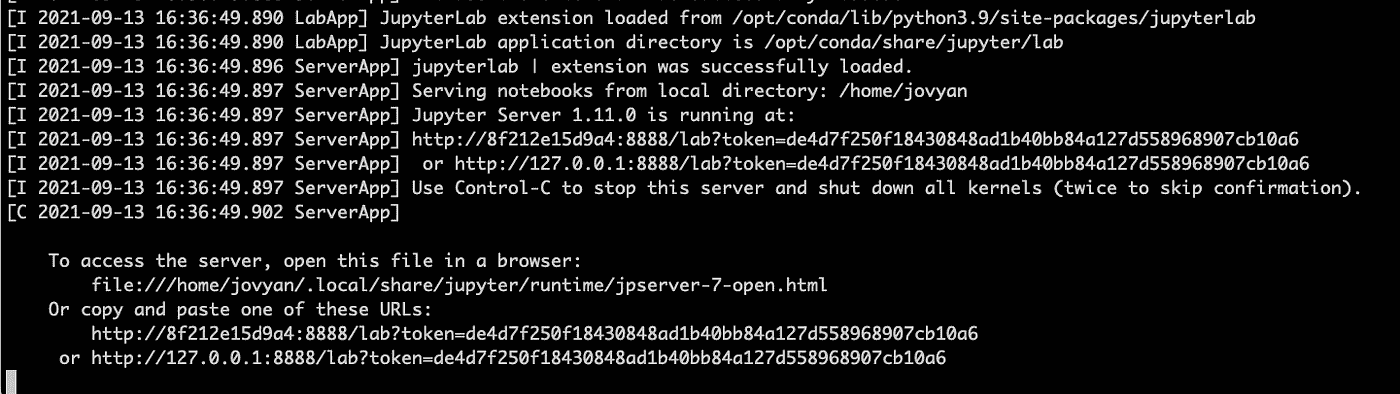 [I 2021-09-13 16:36:49.890 LabApp] JupyterLab extension loaded from /opt/conda/lib/python3.9/site-packages/jupyterlab
[I 2021-09-13 16:36:49.890 LabApp] JupyterLab application directory is /opt/conda/share/jupyter/lab
[I 2021-09-13 16:36:49.896 ServerApp] jupyterlab | extension was successfully loaded.
[I 2021-09-13 16:36:49.897 ServerApp] Serving notebooks from local directory: /home/jovyan
[I 2021-09-13 16:36:49.897 ServerApp] Jupyter Server 1.11.0 is running at:
[I 2021-09-13 16:36:49.897 ServerApp] http://8f212e15d9a4:8888/lab?token=de4d7f250f18430848ad1b40bb84a127d558968907cb10a6
[I 2021-09-13 16:36:49.897 ServerApp]  or http://127.0.0.1:8888/lab?token=de4d7f250f18430848ad1b40bb84a127d558968907cb10a6
[I 2021-09-13 16:36:49.897 ServerApp] Use Control-C to stop this server and shut down all kernels (twice to skip confirmation).
[C 2021-09-13 16:36:49.902 ServerApp]
    To access the server, open this file in a browser:
        file:///home/jovyan/.local/share/jupyter/runtime/jpserver-7-open.html
    Or copy and paste one of these URLs:
        http://8f212e15d9a4:8888/lab?token=de4d7f250f18430848ad1b40bb84a127d558968907cb10a6
     or http://127.0.0.1:8888/lab?token=de4d7f250f18430848ad1b40bb84a127d558968907cb10a6